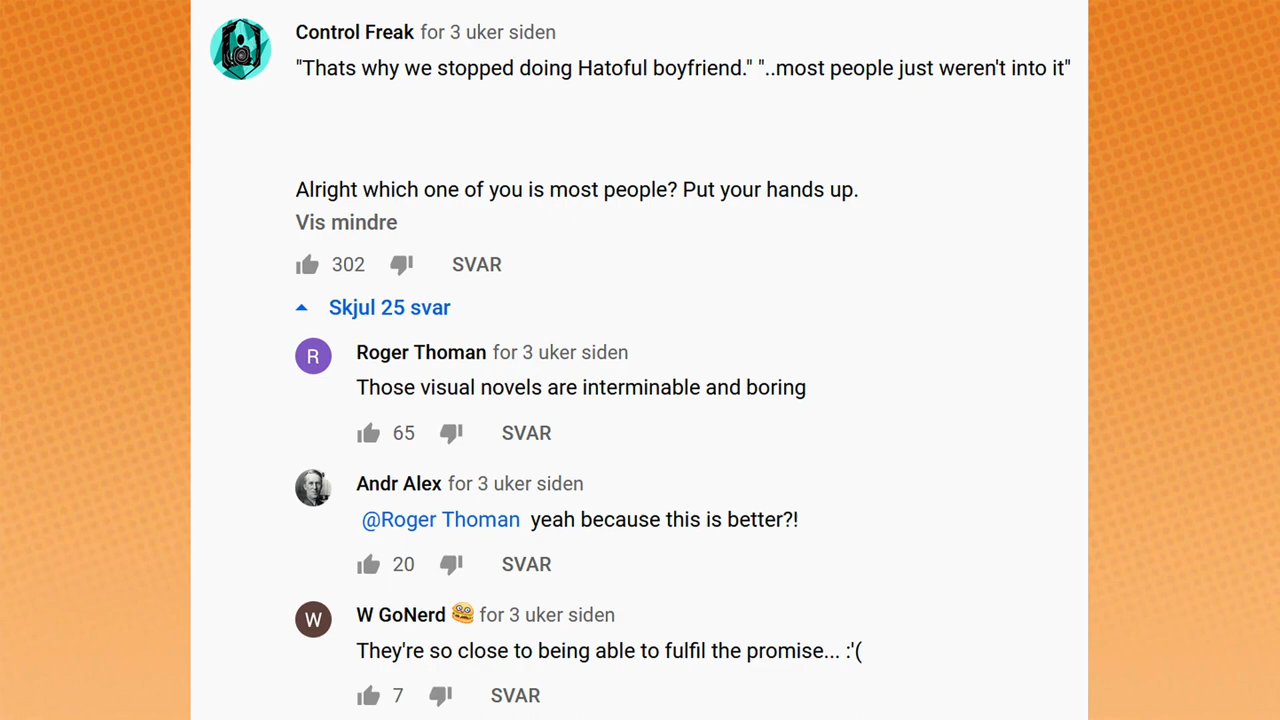 Control Freak for 3 uker siden
"Thats why we stopped doing Hatoful boyfriend." "..most people just weren't into it"
Alright which one of you is most people? Put your hands up.
Vis mindre
302 SVAR
Skjul 25 svar
R
Roger Thoman for 3 uker siden
Those visual novels are interminable and boring
65 SVAR
Andr Alex for 3 uker siden
@Roger Thoman yeah because this is better?!
20 SVAR
W
W GoNerd for 3 uker siden
They're so close to being able to fulfil the promise... :'(
7 SVAR